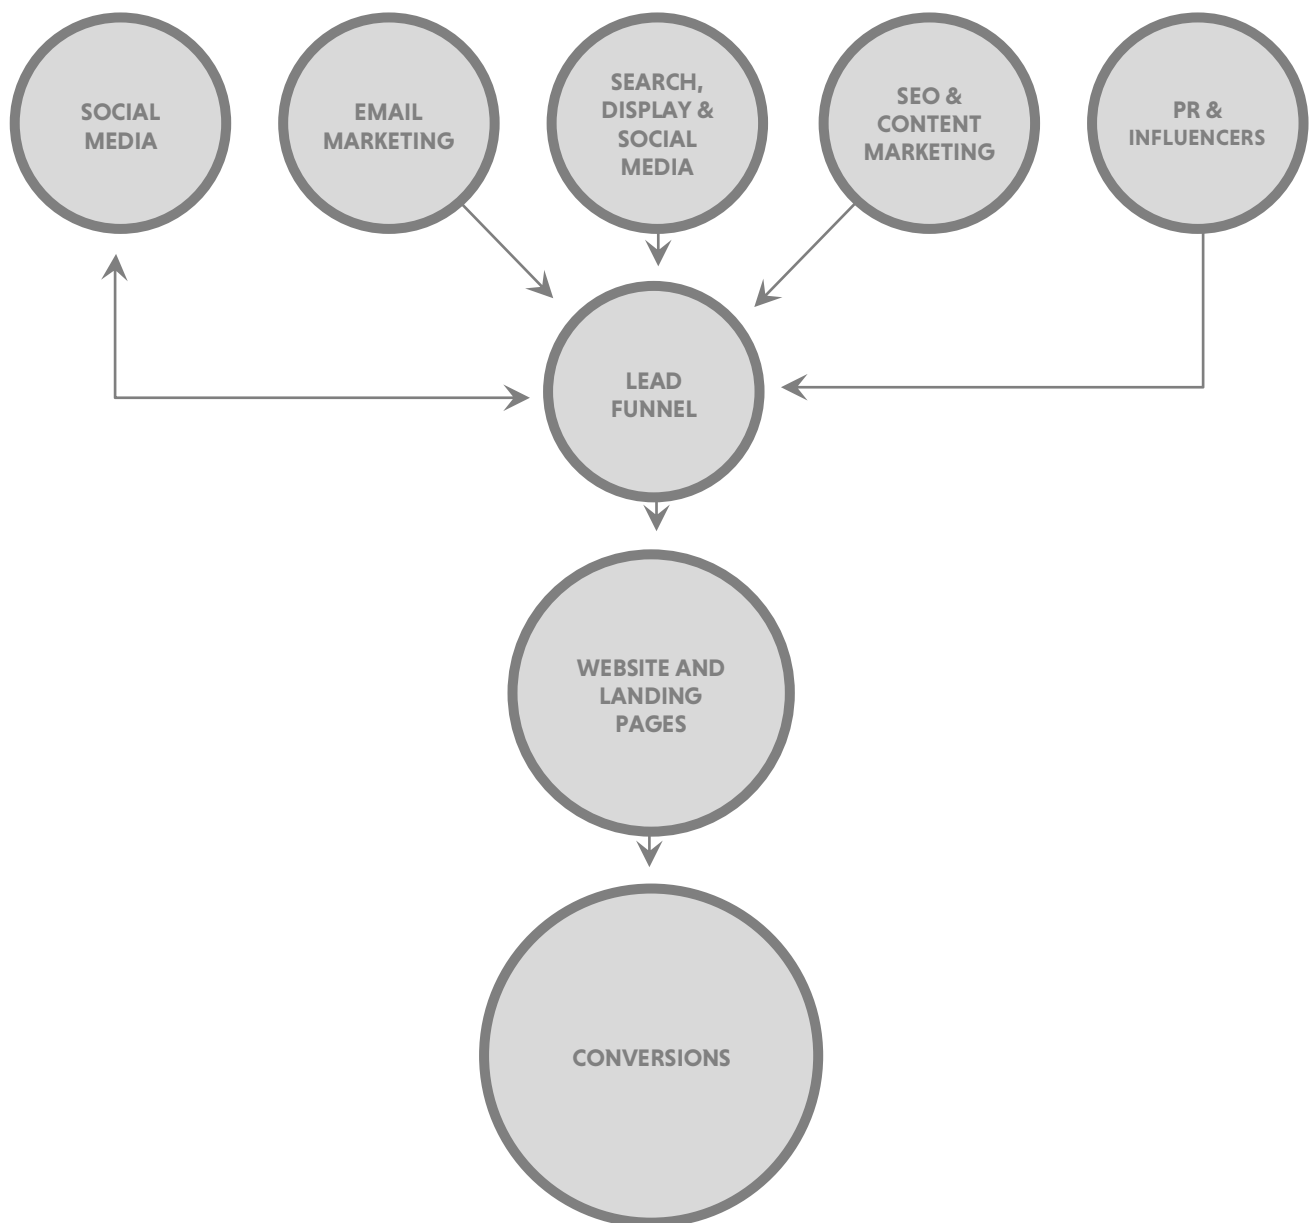 SOCIAL
MEDIA
EMAIL
MARKETING
SEARCH,
DISPLAY &
SOCIAL
MEDIA
SEO &
CONTENT
MARKETING
PR &
INFLUENCERS
LEAD
FUNNEL
WEBSITE AND
LANDING
PAGES
CONVERSIONS